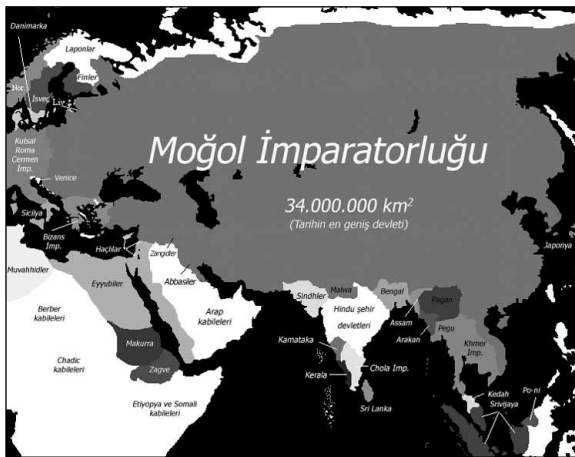 Danimarka
Laponlar
Finler
Nor.
İsveç
Liv.
Kutsal
Roma
Cermen
İmp.
Venice
Moğol İmparatorluğu
34.000.000 km²
(Tarihin en geniş devleti)
Sicilya
Bizans
İmp.
Haçlılar
Zangidler
Abbasiler
Japonya
Muvahhidler
Eyyubiler
Sindhler
Malwa
Bengal
Pagan
Berber
kabileleri
Arap
kabileleri
Hindu şehir
devletleri
Assam
Arakan
Pegu
Khmer
İmp.
Makurra
Kamataka
Chadic
kabileleri
Zagve
Kerala
Chola İmp.
Kedah
Srivijaya
Po-ni
Etiyopya ve Somali
kabileleri
Sri Lanka